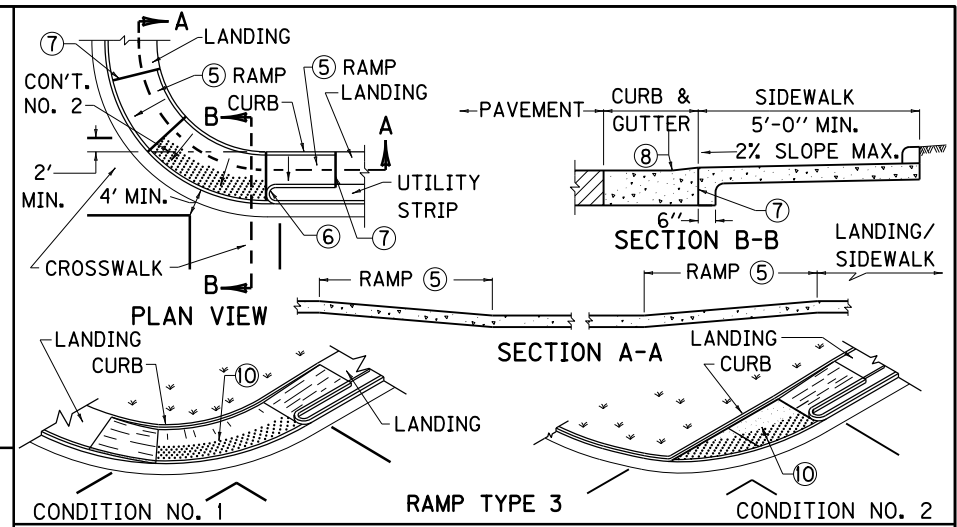 A
⑦
LANDING
⑤ RAMP
⑤ RAMP
CON'T.
NO. 2
B
CURB
LANDING
A
2'
MIN.
4' MIN.
UTILITY
STRIP
⑥
⑦
CROSSWALK
B
PLAN VIEW
PAVEMENT
CURB &
GUTTER
SIDEWALK
5'-0'' MIN.
2% SLOPE MAX.
⑧
6''
⑦
SECTION B-B
LANDING/
SIDEWALK
RAMP ⑤
RAMP ⑤
SECTION A-A
LANDING
CURB
⑩
LANDING
CONDITION NO. 1
RAMP TYPE 3
LANDING
CURB
⑩
CONDITION NO. 2